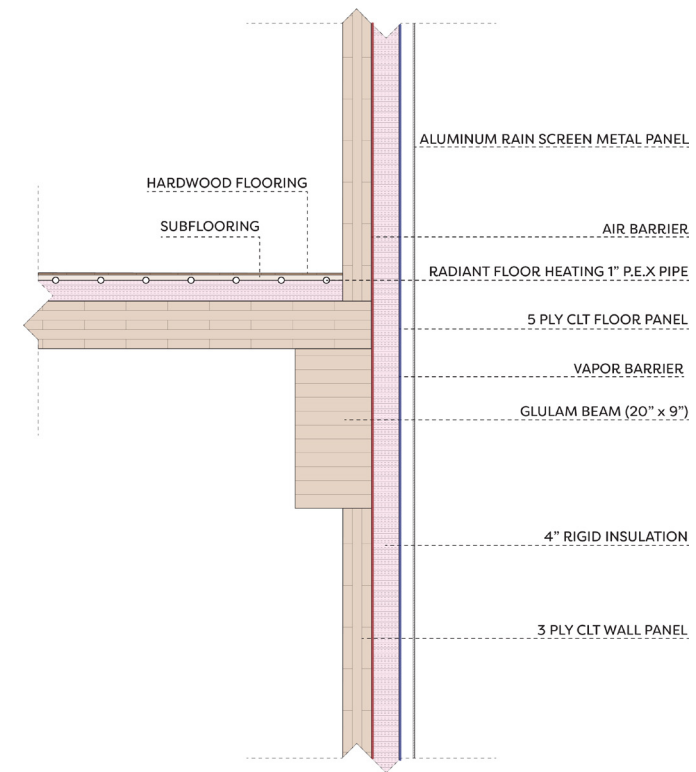 ALUMINUM RAIN SCREEN METAL PANEL
HARDWOOD FLOORING
SUBFLOORING
AIR BARRIER
RADIANT FLOOR HEATING 1" P.E.X PIPE
5 PLY CLT FLOOR PANEL
VAPOR BARRIER
GLULAM BEAM (20" x 9")
4" RIGID INSULATION
3 PLY CLT WALL PANEL